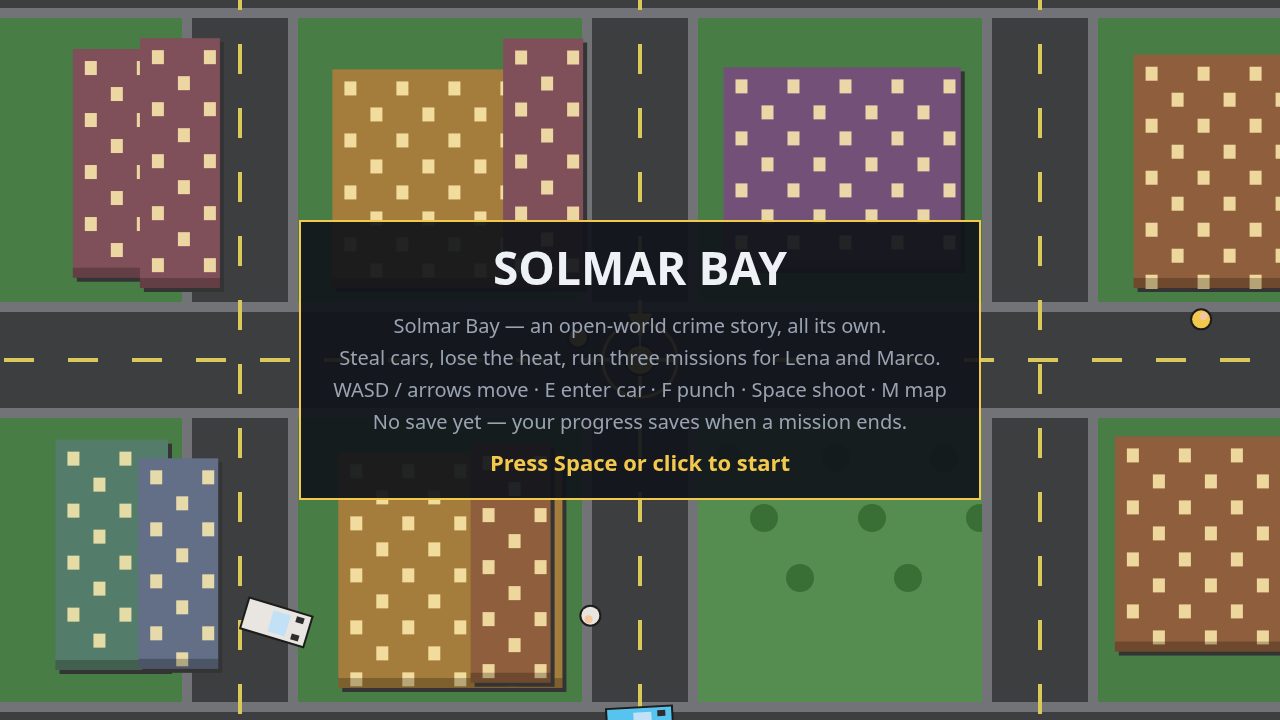 SOLMAR BAY
Solmar Bay — an open-world crime story, all its own.
Steal cars, lose the heat, run three missions for Lena and Marco.
WASD / arrows move · E enter car · F punch · Space shoot · M map
No save yet — your progress saves when a mission ends.
Press Space or click to start